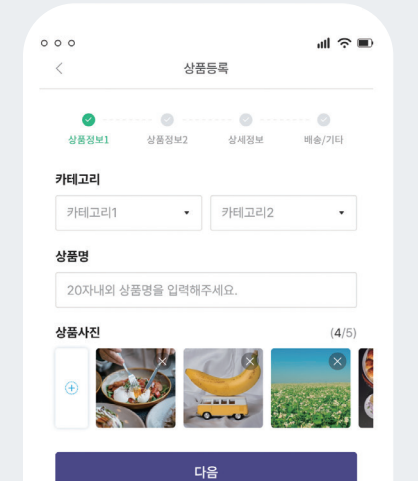 상품등록
상품정보1 상품정보2 상세정보 배송/기타
카테고리
카테고리1 카테고리2
상품명
20자내외 상품명을 입력해주세요.
상품사진 (4/5)
다음